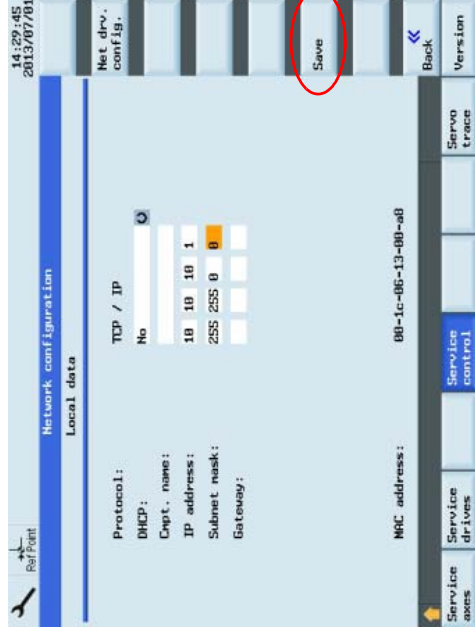 Ref Point
14:29:45
2013/07/01
Network configuration
Local data
Net drv.
config.
Protocol: TCP / IP
DHCP: No
Cmpt. name:
IP address: 10 10 10 1
Subnet mask: 255 255 0 0
Gateway:
Save
MAC address: 00-1c-06-13-00-a8
«
Back
Service
axes
Service
drives
Service
control
Servo
trace
Version